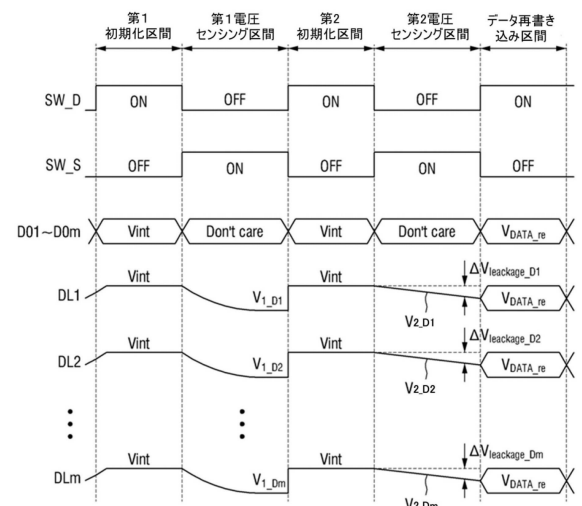 第1
初期化区間
第1電圧
センシング区間
第2
初期化区間
第2電圧
センシング区間
データ再書き
込み区間
SW_D ON OFF ON OFF ON
SW_S OFF ON OFF ON OFF
D01~D0m Vint Don't care Vint Don't care VDATA_re
DL1 Vint V1_D1 Vint V2_D1 ΔVleackage_D1 VDATA_re
DL2 Vint V1_D2 Vint V2_D2 ΔVleackage_D2 VDATA_re
DLm Vint V1_Dm Vint V2_Dm ΔVleackage_Dm VDATA_re